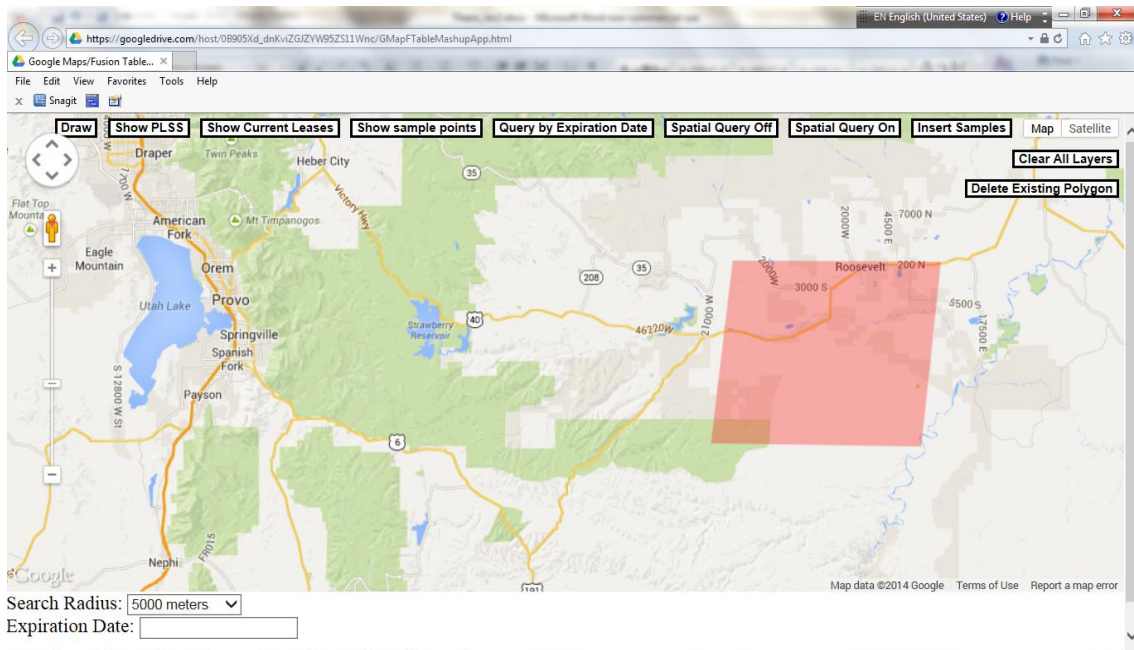 EN English (United States) Help
https://googledrive.com/host/0B905Xd_dnKviZGJZYW95ZS11Wnc/GMapFTableMashupApp.html
Google Maps/Fusion Table...
File Edit View Favorites Tools Help
x Snagit
Draw Show PLSS Show Current Leases Show sample points Query by Expiration Date Spatial Query Off Spatial Query On Insert Samples Map Satellite
Clear All Layers
Delete Existing Polygon
Draper
Twin Peaks
Heber City
35
7700 W
Victory Hwy
Flat Top
American
Fork
Mt Timpanogos
2000W
4500 E
7000 N
Eagle
Mountain
Orem
208
35
2000W
Roosevelt
200 N
3000 S
Utah Lake
Provo
5500 S
17500 E
Springville
Strawberry
Reservoir
40
46220W
21000 W
Spanish
Fork
S 12800 W St
Payson
6
FR015
Nephi
Google
191
Map data ©2014 Google Terms of Use Report a map error
Search Radius: 5000 meters
Expiration Date: